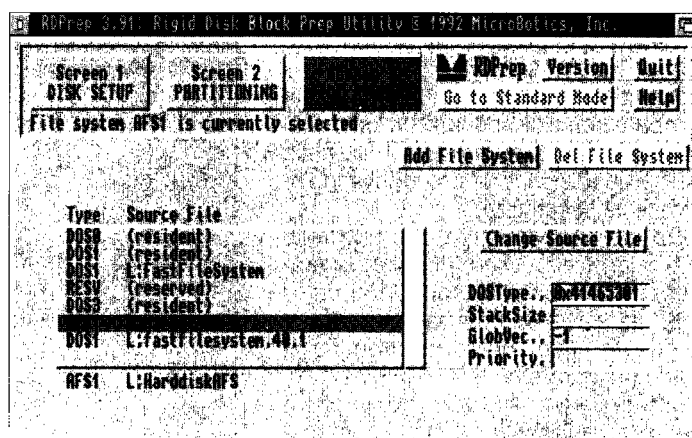 RDPrep 3.91: Rigid Disk Block Prep Utility © 1992 MicroBotics, Inc.
Screen 1
DISK SETUP
Screen 2
PARTITIONING
RDPrep
Version
Quit
Go to Standard Mode
Help
File system AFS1 is currently selected
Add File System
Del File System
Type Source File
DOS0 (resident)
DOS1 (resident)
DOS1 L:FastFileSystem
RESV (reserved)
DOS3 (resident)
DOS1 L:fastfilesystem.40.1
AFS1 L:HarddiskAFS
Change Source File
DOSType.. 0x41465301
StackSize
GlobVec.. -1
Priority.